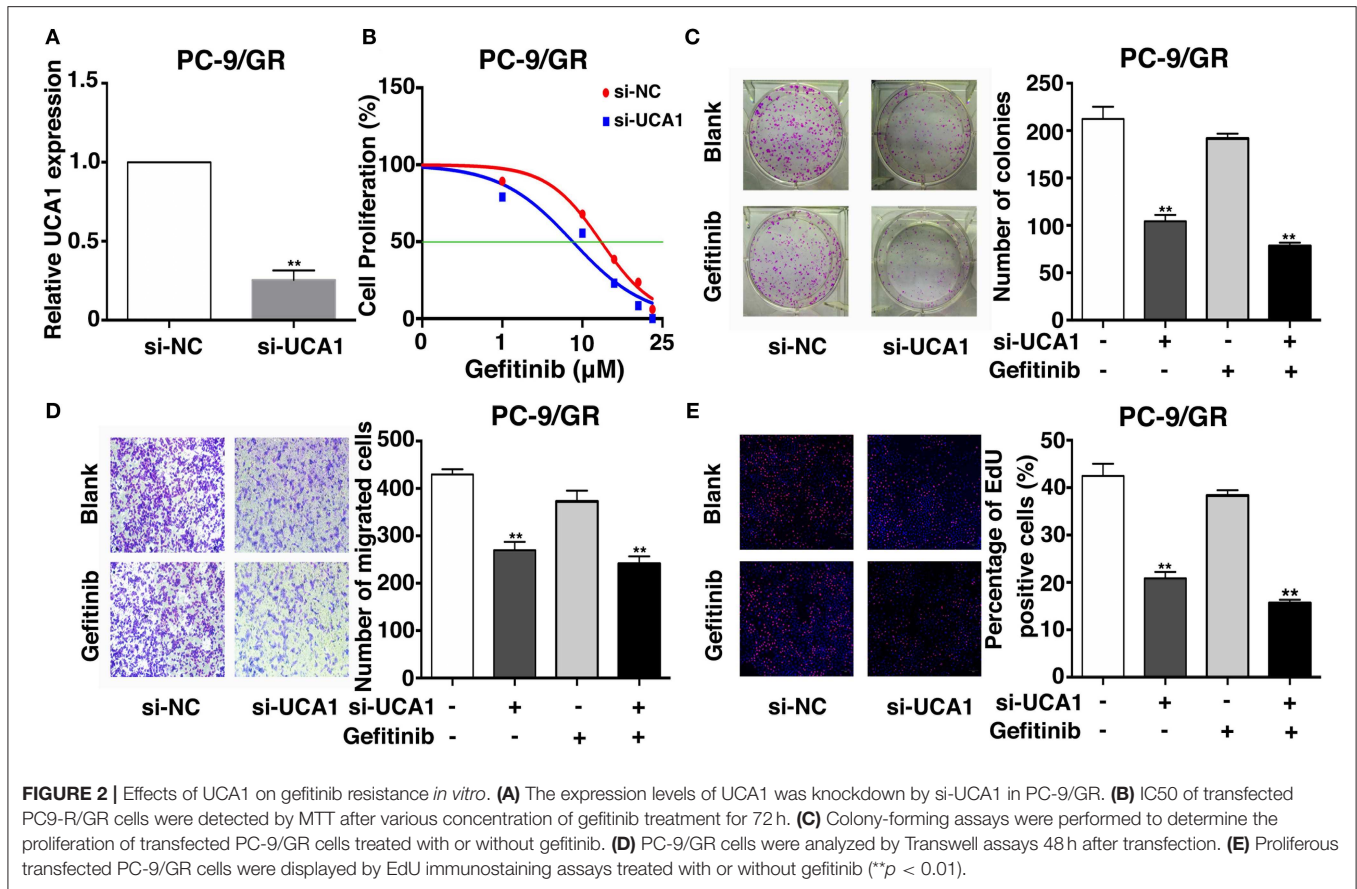 A
PC-9/GR
Relative UCA1 expression
1.5
1.0
0.5
0
**
si-NC
si-UCA1
B
PC-9/GR
Cell Proliferation (%)
150
100
50
0
si-NC
si-UCA1
0
1
10
25
Gefitinib (µM)
C
Blank
Gefitinib
si-NC
si-UCA1
PC-9/GR
Number of colonies
250
200
150
100
50
0
**
**
si-UCA1 - + - +
Gefitinib - - + +
D
Blank
Gefitinib
si-NC
si-UCA1
PC-9/GR
Number of migrated cells
500
400
300
200
100
0
**
**
si-UCA1 - + - +
Gefitinib - - + +
E
Blank
Gefitinib
si-NC
si-UCA1
PC-9/GR
Percentage of EdU
positive cells (%)
50
40
30
20
10
0
**
**
si-UCA1 - + - +
Gefitinib - - + +
FIGURE 2 | Effects of UCA1 on gefitinib resistance in vitro. (A) The expression levels of UCA1 was knockdown by si-UCA1 in PC-9/GR. (B) IC50 of transfected
PC9-R/GR cells were detected by MTT after various concentration of gefitinib treatment for 72 h. (C) Colony-forming assays were performed to determine the
proliferation of transfected PC-9/GR cells treated with or without gefitinib. (D) PC-9/GR cells were analyzed by Transwell assays 48 h after transfection. (E) Proliferous
transfected PC-9/GR cells were displayed by EdU immunostaining assays treated with or without gefitinib (**p < 0.01).